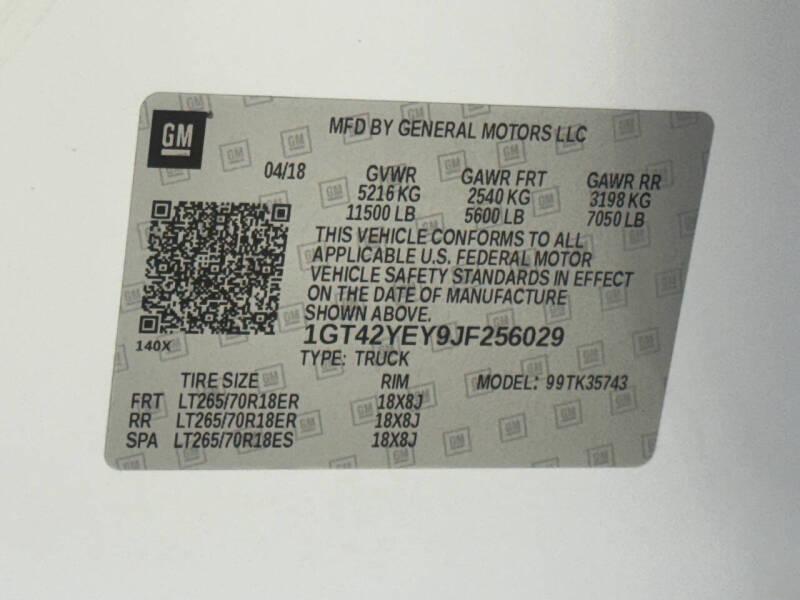 GM
MFD BY GENERAL MOTORS LLC
04/18 GVWR GAWR FRT GAWR RR
5216 KG 2540 KG 3198 KG
11500 LB 5600 LB 7050 LB
THIS VEHICLE CONFORMS TO ALL
APPLICABLE U.S. FEDERAL MOTOR
VEHICLE SAFETY STANDARDS IN EFFECT
ON THE DATE OF MANUFACTURE
SHOWN ABOVE.
1GT42YEY9JF256029
140X
TYPE: TRUCK
TIRE SIZE RIM MODEL: 99TK35743
FRT LT265/70R18ER 18X8J
RR LT265/70R18ER 18X8J
SPA LT265/70R18ES 18X8J